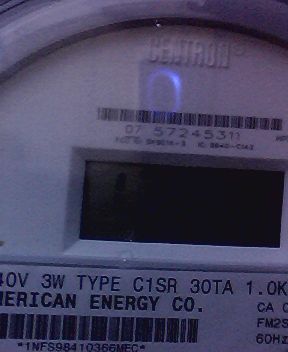 CENTRON®
07 57245311
40V 3W TYPE C1SR 30TA 1.0K
MERICAN ENERGY CO.
CA
FM2S
60Hz
*1NFS98410366MEC*